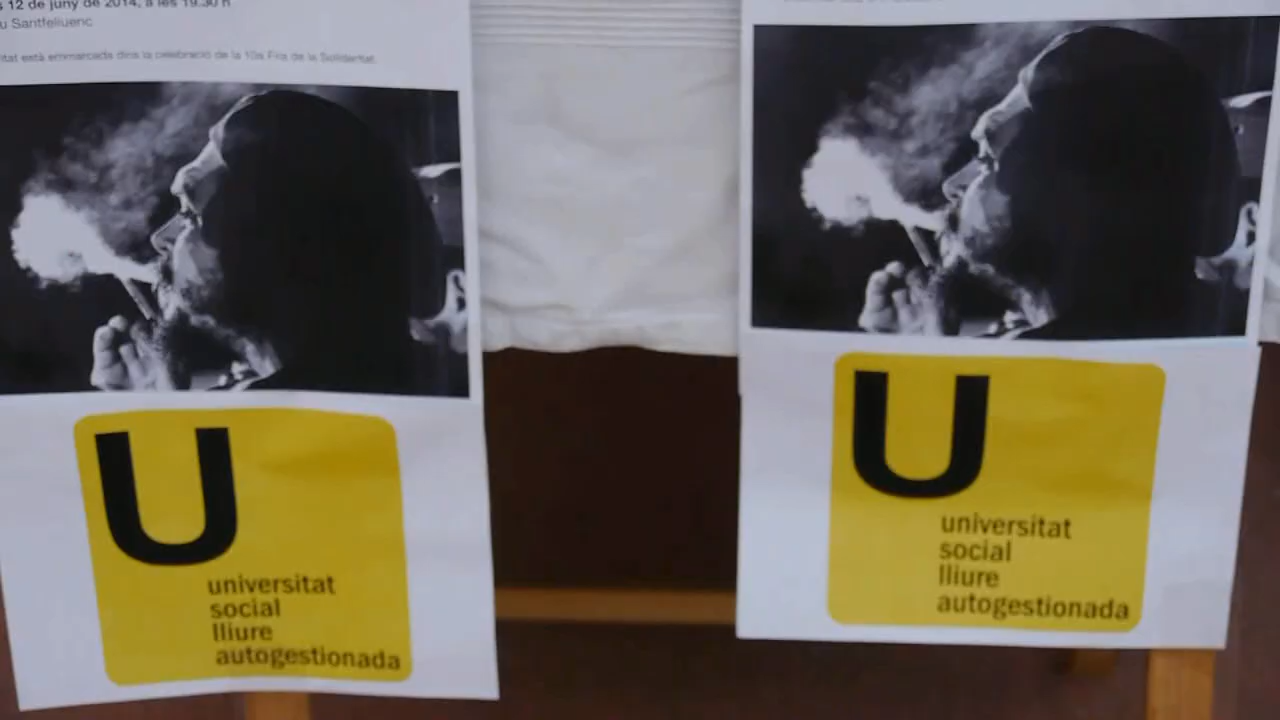 12 de juny de 2014, a les 19.30 h
Santfeliuenc
està emmarcada dins la celebració de la 10a Fira de la Solidaritat.
U
universitat
social
lliure
autogestionada
U
universitat
social
lliure
autogestionada